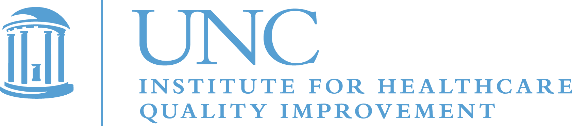 UNC
INSTITUTE FOR HEALTHCARE
QUALITY IMPROVEMENT